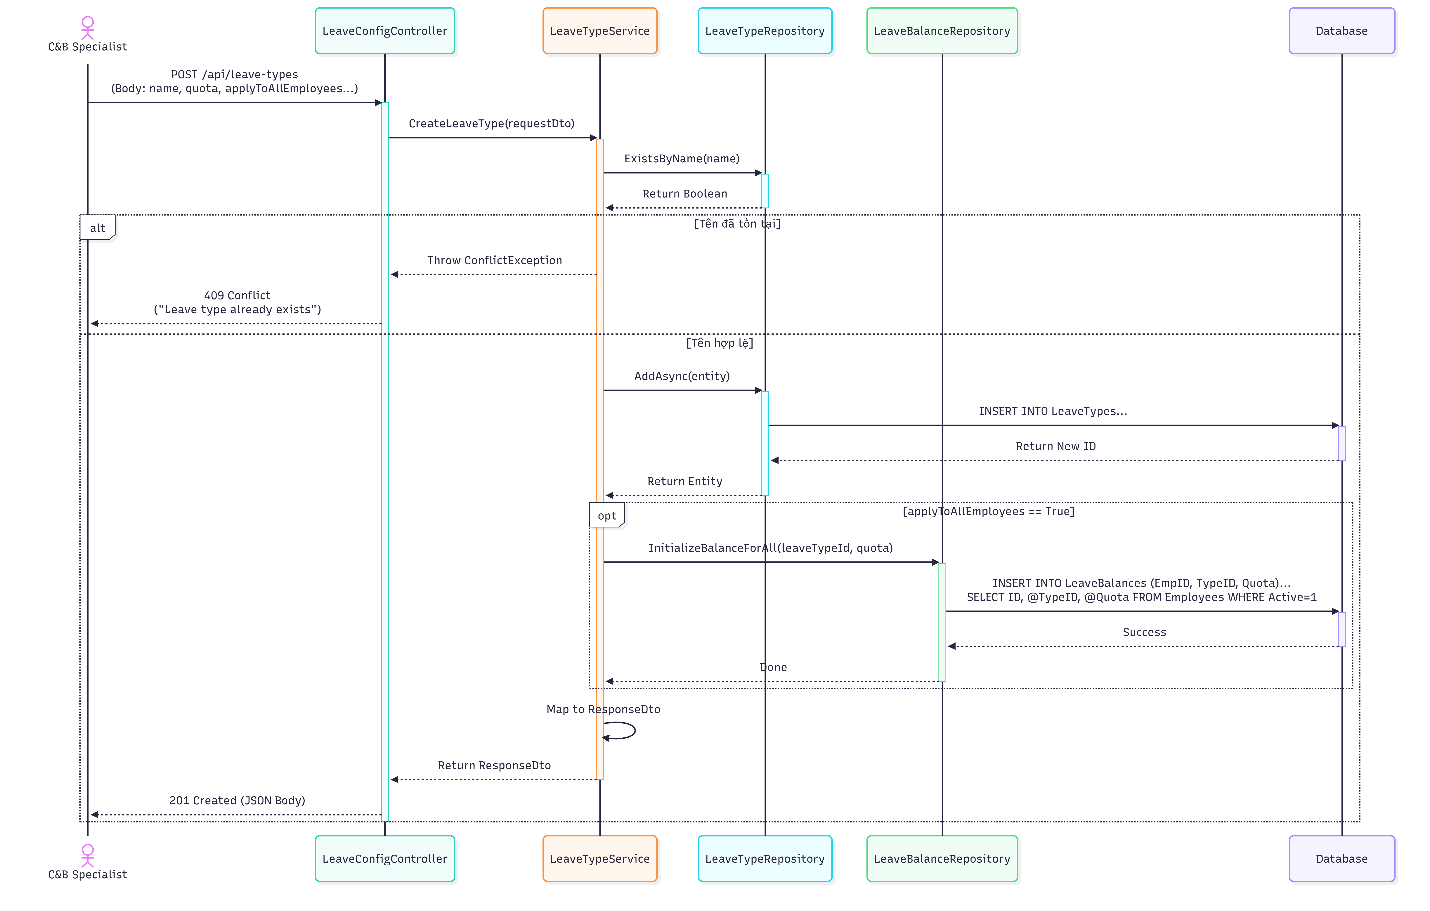 C&B Specialist
LeaveConfigController
LeaveTypeService
LeaveTypeRepository
LeaveBalanceRepository
Database
POST /api/leave-types
(Body: name, quota, applyToAllEmployees...)
CreateLeaveType(requestDto)
ExistsByName(name)
Return Boolean
alt
[Tên đã tồn tại]
Throw ConflictException
409 Conflict
("Leave type already exists")
[Tên hợp lệ]
AddAsync(entity)
INSERT INTO LeaveTypes...
Return New ID
Return Entity
opt
[applyToAllEmployees == True]
InitializeBalanceForAll(leaveTypeId, quota)
INSERT INTO LeaveBalances (EmpID, TypeID, Quota)...
SELECT ID, @TypeID, @Quota FROM Employees WHERE Active=1
Success
Done
Map to ResponseDto
Return ResponseDto
201 Created (JSON Body)
C&B Specialist
LeaveConfigController
LeaveTypeService
LeaveTypeRepository
LeaveBalanceRepository
Database